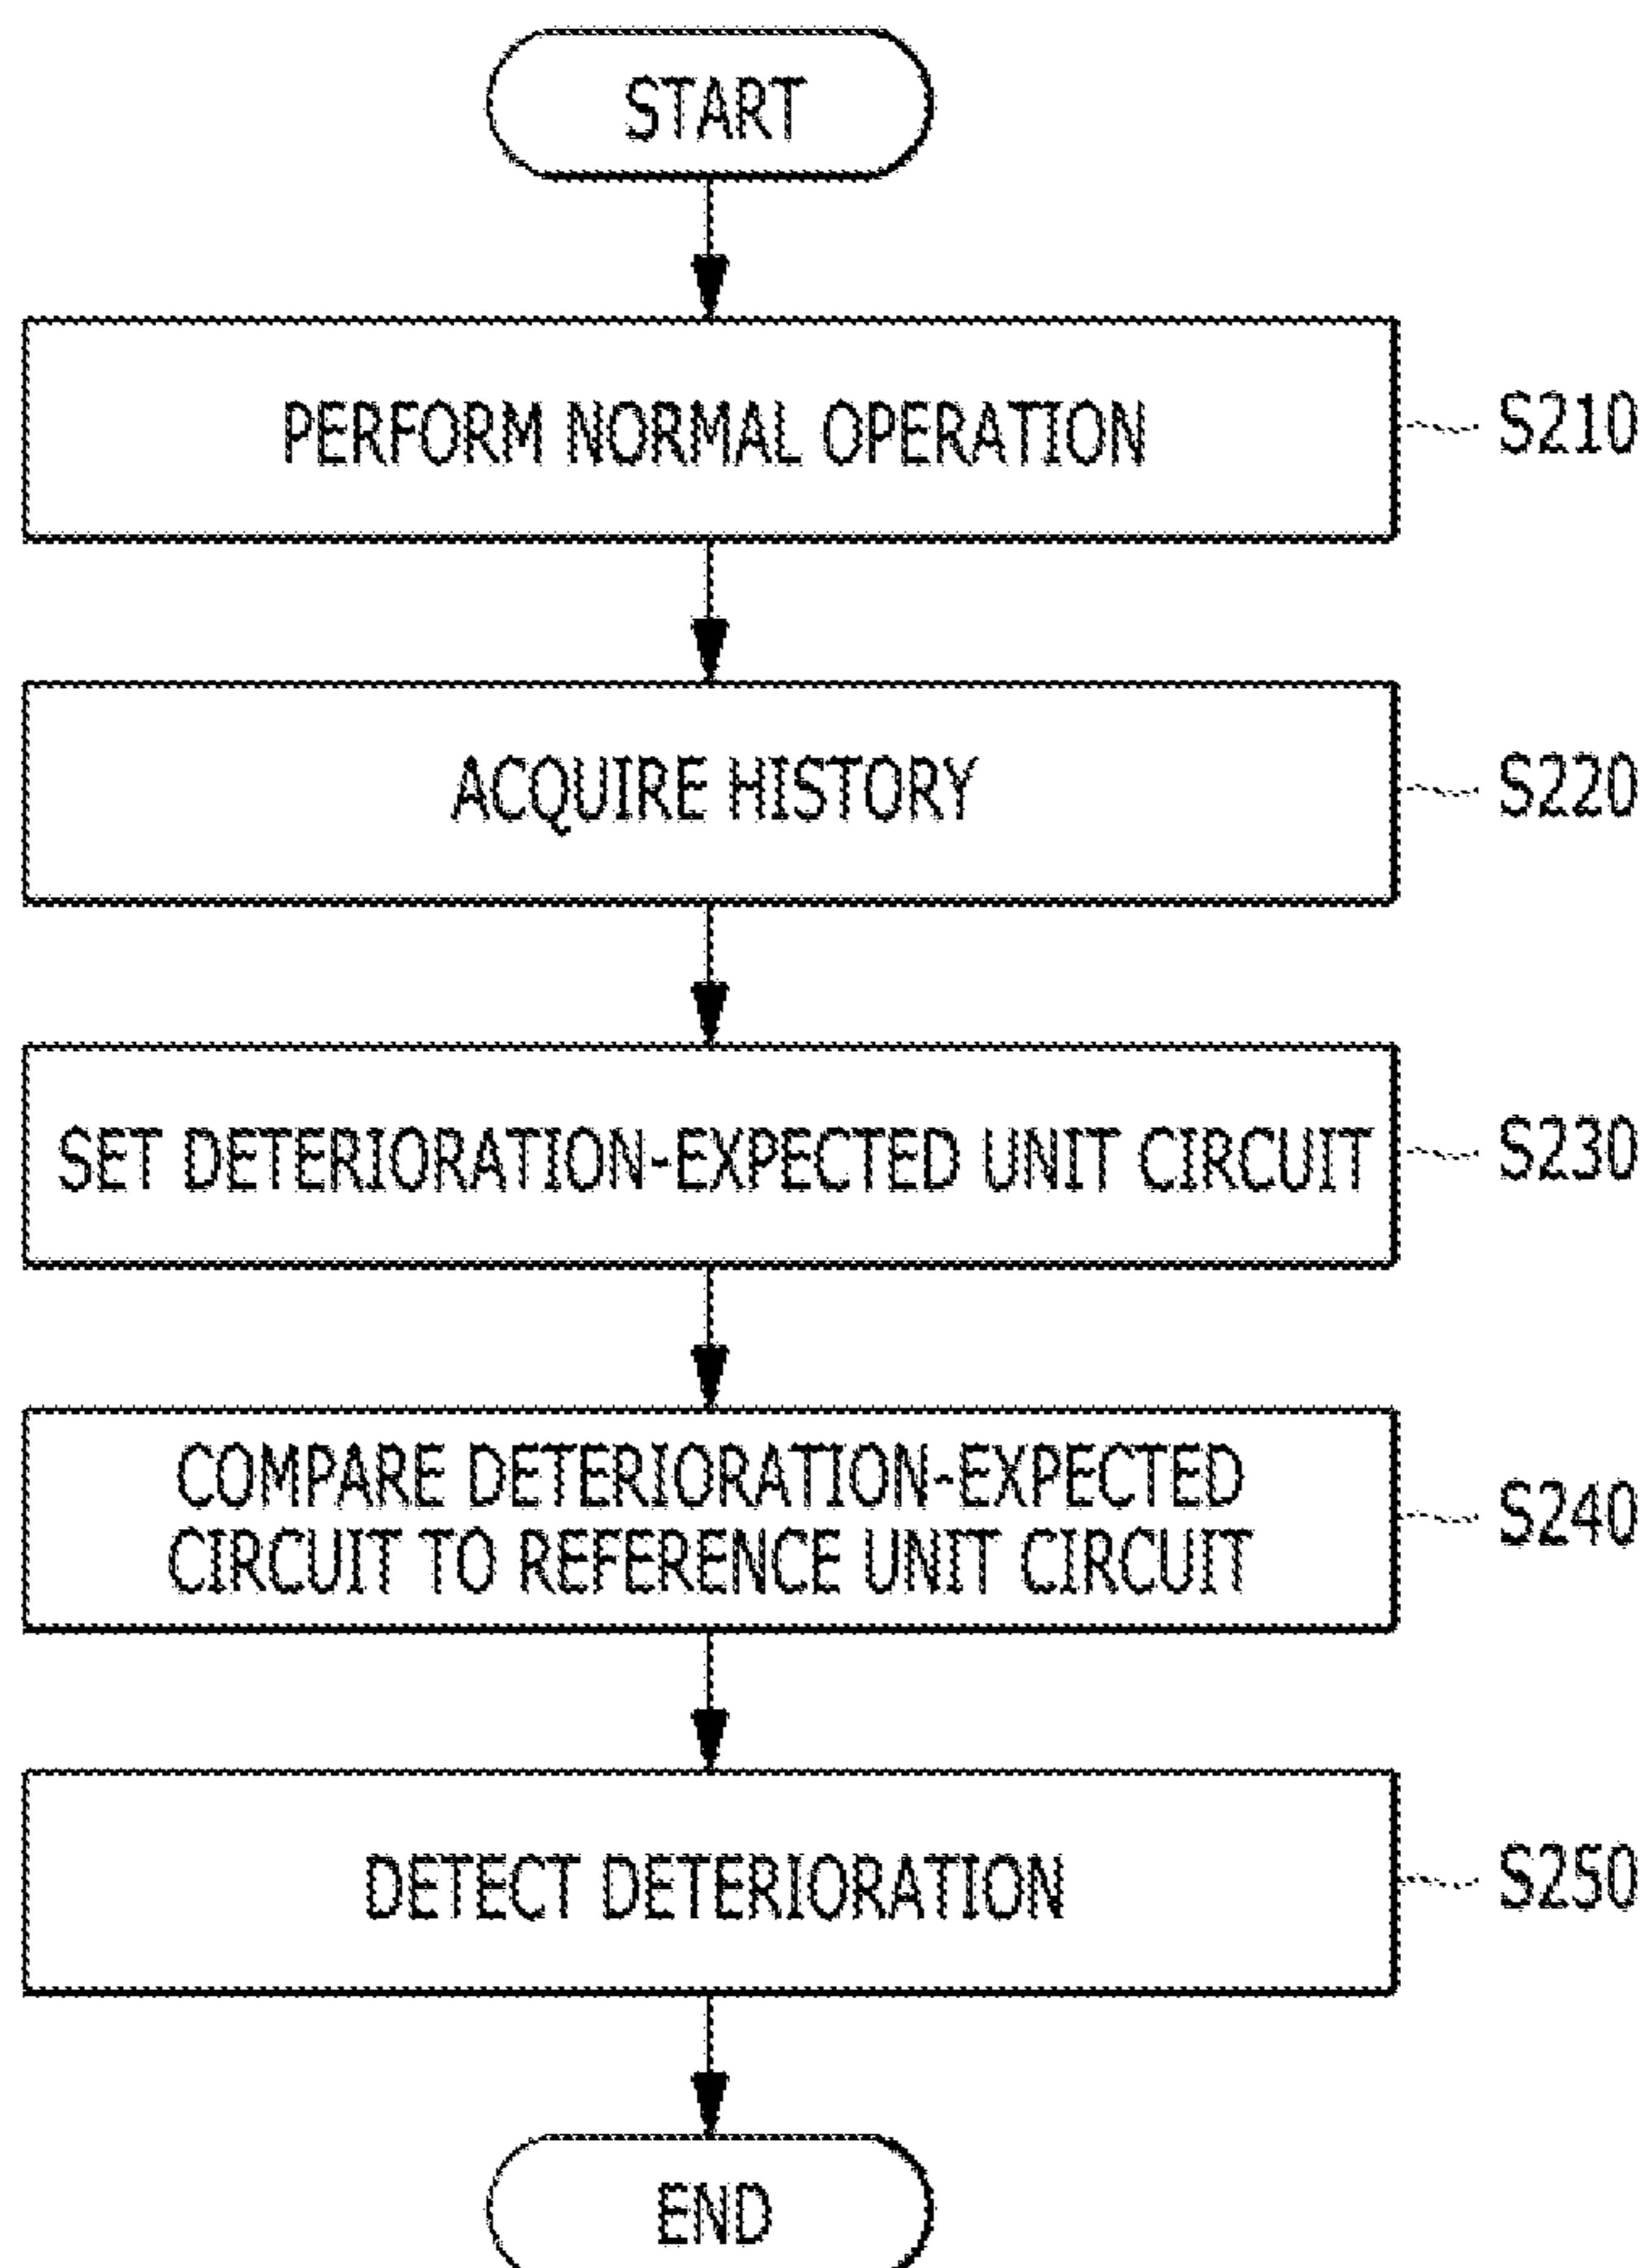 START
PERFORM NORMAL OPERATION
S210
ACQUIRE HISTORY
S220
SET DETERIORATION-EXPECTED UNIT CIRCUIT
S230
COMPARE DETERIORATION-EXPECTED
CIRCUIT TO REFERENCE UNIT CIRCUIT
S240
DETECT DETERIORATION
S250
END